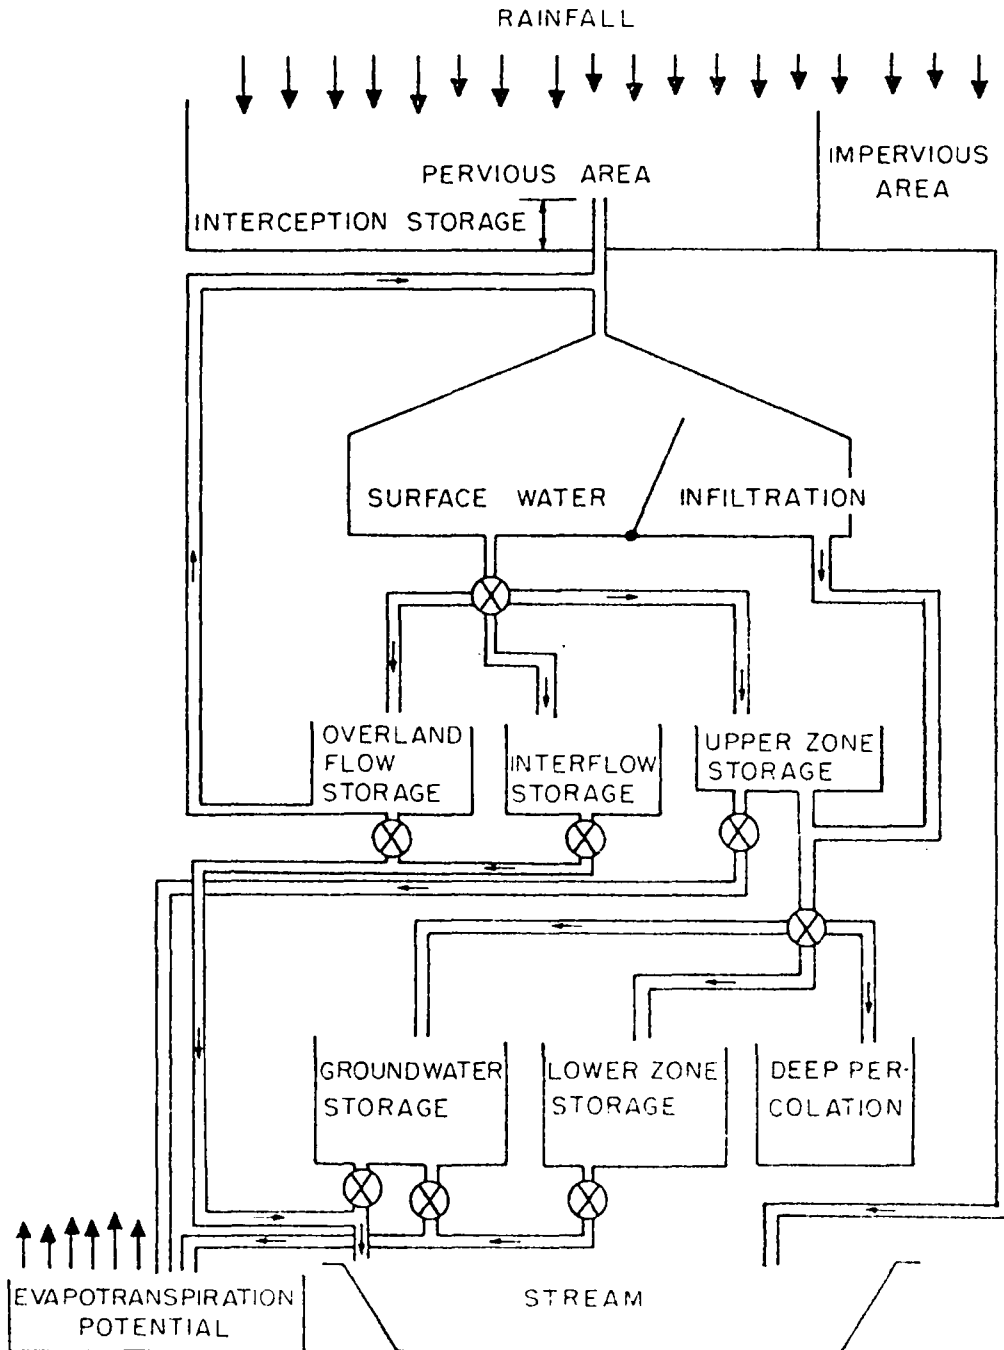 RAINFALL
IMPERVIOUS
AREA
PERVIOUS AREA
INTERCEPTION STORAGE
SURFACE WATER
INFILTRATION
OVERLAND
FLOW
STORAGE
INTERFLOW
STORAGE
UPPER ZONE
STORAGE
GROUNDWATER
STORAGE
LOWER ZONE
STORAGE
DEEP PER-
COLATION
EVAPOTRANSPIRATION
POTENTIAL
STREAM